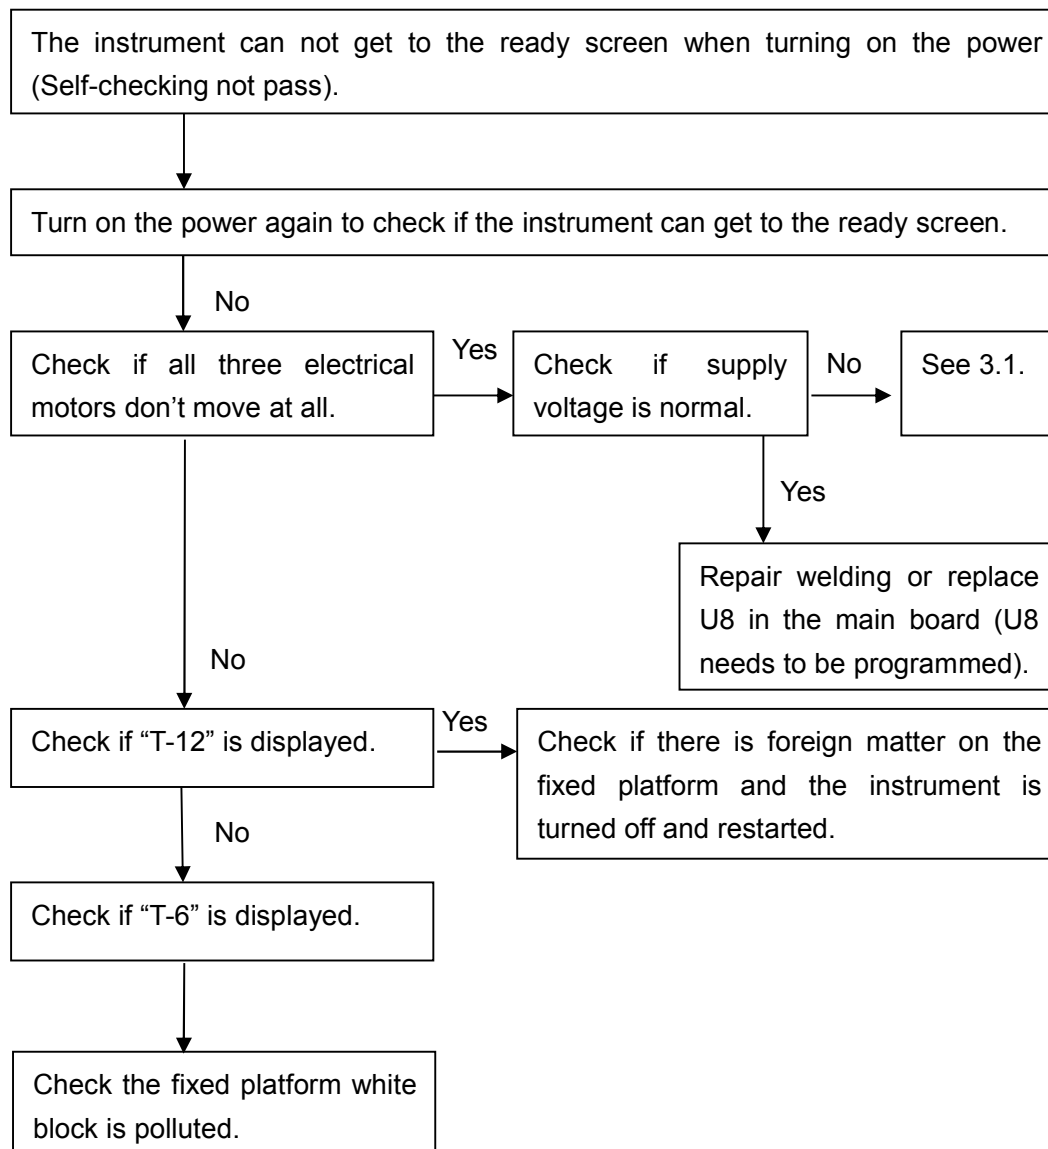 The instrument can not get to the ready screen when turning on the power
(Self-checking not pass).
Turn on the power again to check if the instrument can get to the ready screen.
No
Check if all three electrical
motors don’t move at all.
Yes
Check if supply
voltage is normal.
No
See 3.1.
Yes
Repair welding or replace
U8 in the main board (U8
needs to be programmed).
No
Check if “T-12” is displayed.
Yes
Check if there is foreign matter on the
fixed platform and the instrument is
turned off and restarted.
No
Check if “T-6” is displayed.
Check the fixed platform white
block is polluted.